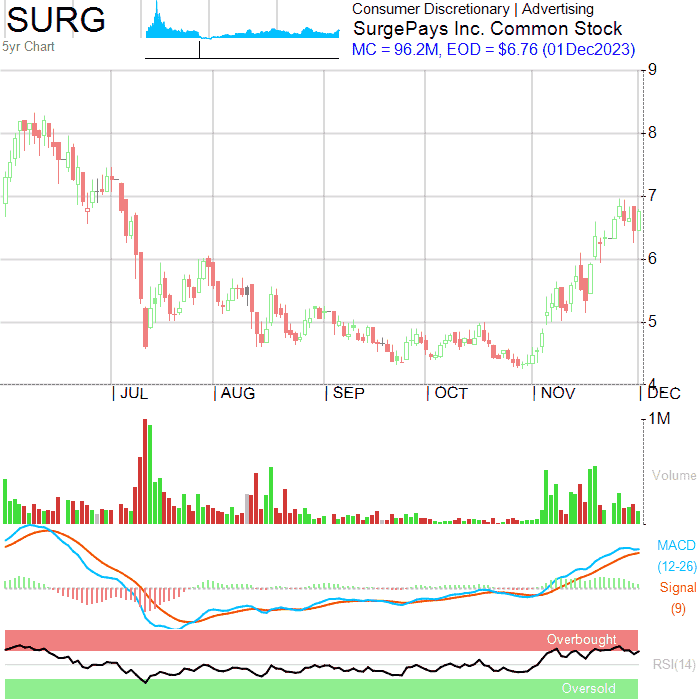 SURG
5yr Chart
Consumer Discretionary | Advertising
SurgePays Inc. Common Stock
MC = 96.2M, EOD = $6.76 (01Dec2023)
9
8
7
6
5
4
JUL AUG SEP OCT NOV DEC
1M
Volume
MACD
(12-26)
Signal
(9)
Overbought
RSI(14)
Oversold